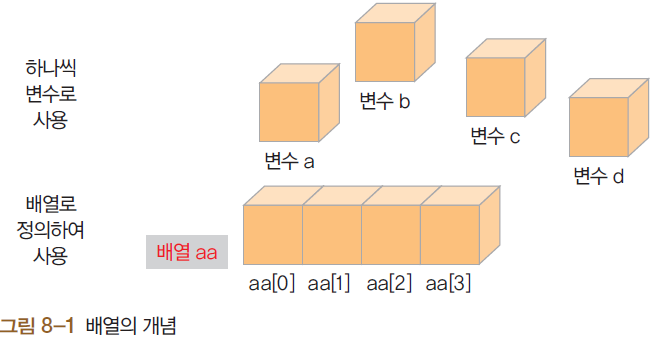 하나씩
변수로
사용
변수 a
변수 b
변수 c
변수 d
배열로
정의하여
사용
배열 aa
aa[0] aa[1] aa[2] aa[3]
그림 8-1 배열의 개념